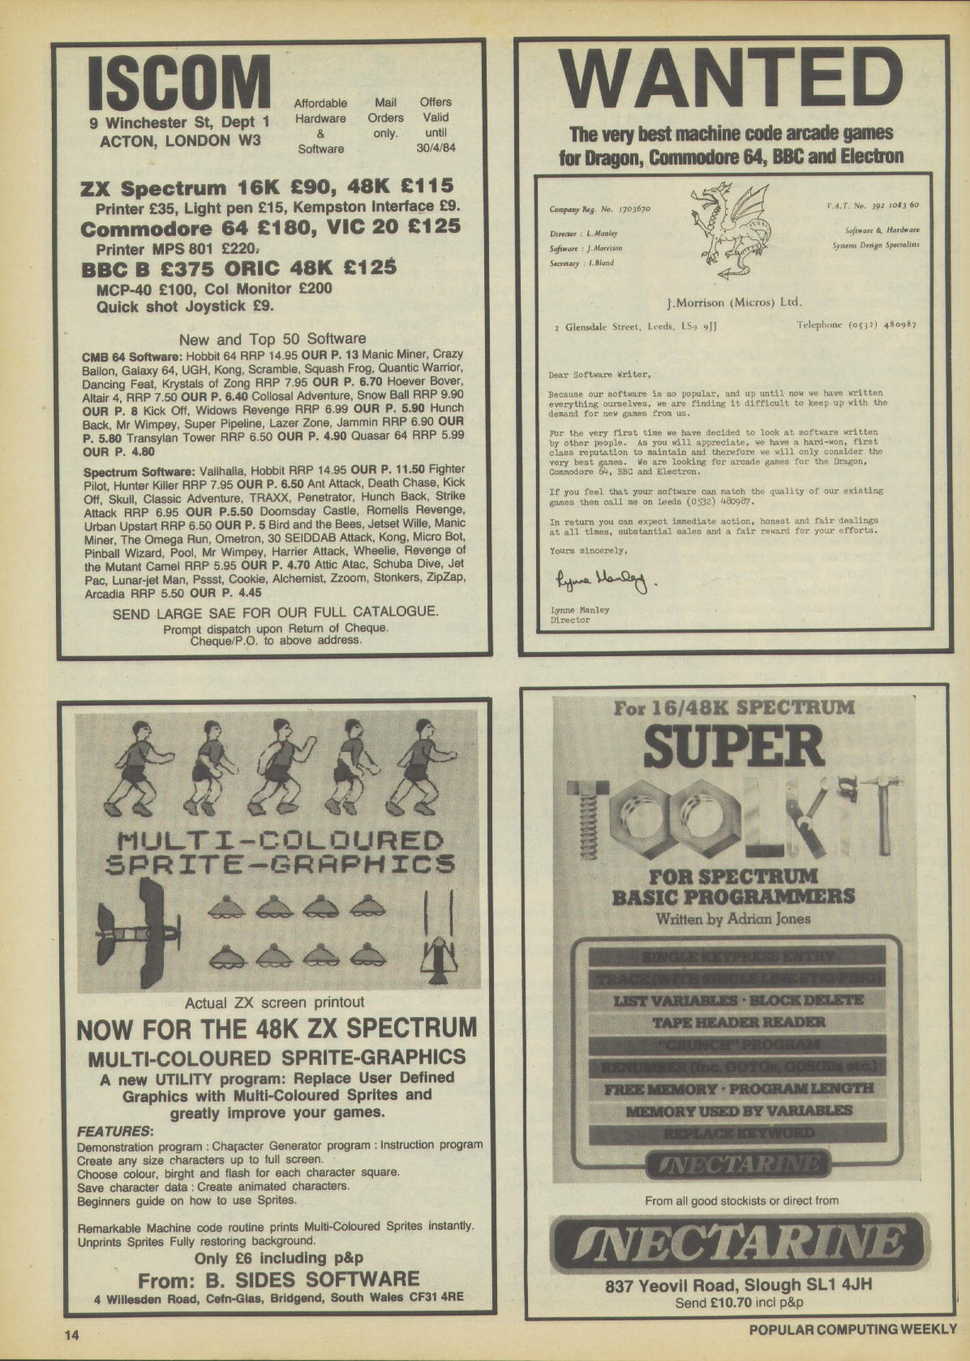 ISCOM
9 Winchester St, Dept 1
ACTON, LONDON W3
Affordable
Hardware
&
Software
Mail
Orders
only.
Offers
Valid
until
30/4/84
ZX Spectrum 16K £90, 48K £115
Printer £35, Light pen £15, Kempston Interface £9.
Commodore 64 £180, VIC 20 £125
Printer MPS 801 £220,
BBC B £375 ORIC 48K £125
MCP-40 £100, Col Monitor £200
Quick shot Joystick £9.
New and Top 50 Software
CMB 64 Software: Hobbit 64 RRP 14.95 OUR P. 13 Manic Miner, Crazy
Ballon, Galaxy 64, UGH, Kong, Scramble, Squash Frog, Quantic Warrior,
Dancing Feat, Krystals of Zong RRP 7.95 OUR P. 6.70 Hoever Bover,
Altair 4, RRP 7.50 OUR P. 6.40 Collosal Adventure, Snow Ball RRP 9.90
OUR P. 8 Kick Off, Widows Revenge RRP 6.99 OUR P. 5.90 Hunch
Back, Mr Wimpey, Super Pipeline, Lazer Zone, Jammin RRP 6.90 OUR
P. 5.80 Transylan Tower RRP 6.50 OUR P. 4.90 Quasar 64 RRP 5.99
OUR P. 4.80
Spectrum Software: Valihalla, Hobbit RRP 14.95 OUR P. 11.50 Fighter
Pilot, Hunter Killer RRP 7.95 OUR P. 6.50 Ant Attack, Death Chase, Kick
Off, Skull, Classic Adventure, TRAXX, Penetrator, Hunch Back, Strike
Attack RRP 6.95 OUR P.5.50 Doomsday Castle, Romells Revenge,
Urban Upstart RRP 6.50 OUR P. 5 Bird and the Bees, Jetset Wille, Manic
Miner, The Omega Run, Ometron, 30 SEIDDAB Attack, Kong, Micro Bot,
Pinball Wizard, Pool, Mr Wimpey, Harrier Attack, Wheelie, Revenge of
the Mutant Camel RRP 5.95 OUR P. 4.70 Attic Atac, Schuba Dive, Jet
Pac, Lunar-jet Man, Pssst, Cookie, Alchemist, Zzoom, Stonkers, ZipZap,
Arcadia RRP 5.50 OUR P. 4.45
SEND LARGE SAE FOR OUR FULL CATALOGUE.
Prompt dispatch upon Return of Cheque.
Cheque/P.O. to above address.
WANTED
The very best machine code arcade games
for Dragon, Commodore 64, BBC and Electron
Company Reg. No. 1703670
Director : L.Manley
Software : J.Morrison
Secretary : I.Bland
V.A.T. No. 392 1083 60
Software & Hardware
Systems Design Specialists
J.Morrison (Micros) Ltd.
2 Glensdale Street, Leeds, LS9 9JJ
Telephone (0532) 480987
Dear Software Writer,
Because our software is so popular, and up until now we have written
everything ourselves, we are finding it difficult to keep up with the
demand for new games from us.
For the very first time we have decided to look at software written
by other people. As you will appreciate, we have a hard-won, first
class reputation to maintain and therefore we will only consider the
very best games. We are looking for arcade games for the Dragon,
Commodore 64, BBC and Electron.
If you feel that your software can match the quality of our existing
games then call me on Leeds (0532) 480987.
In return you can expect immediate action, honest and fair dealings
at all times, substantial sales and a fair reward for your efforts.
Yours sincerely,
Lynne Manley.
Lynne Manley
Director
MULTI-COLOURED
SPRITE-GRAPHICS
Actual ZX screen printout
NOW FOR THE 48K ZX SPECTRUM
MULTI-COLOURED SPRITE-GRAPHICS
A new UTILITY program: Replace User Defined
Graphics with Multi-Coloured Sprites and
greatly improve your games.
FEATURES:
Demonstration program : Character Generator program : Instruction program
Create any size characters up to full screen.
Choose colour, birght and flash for each character square.
Save character data : Create animated characters.
Beginners guide on how to use Sprites.
Remarkable Machine code routine prints Multi-Coloured Sprites instantly.
Unprints Sprites Fully restoring background.
Only £6 including p&p
From: B. SIDES SOFTWARE
4 Willesden Road, Cefn-Glas, Bridgend, South Wales CF31 4RE
For 16/48K SPECTRUM
SUPER
TOOLKIT
FOR SPECTRUM
BASIC PROGRAMMERS
Written by Adrian Jones
SINGLE KEYPRESS ENTRY
TRACE (WITH SINGLE LINE STEPPING)
LIST VARIABLES · BLOCK DELETE
TAPE HEADER READER
"CRUNCH" PROGRAM
RENUMBER (inc. GOTOs, GOSUBs etc.)
FREE MEMORY · PROGRAM LENGTH
MEMORY USED BY VARIABLES
REPLACE KEYWORD
NECTARINE
From all good stockists or direct from
NECTARINE
837 Yeovil Road, Slough SL1 4JH
Send £10.70 incl p&p
14
POPULAR COMPUTING WEEKLY